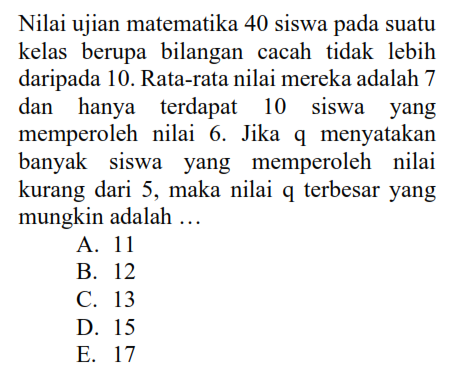 Nilai ujian matematika 40 siswa pada suatu
kelas berupa bilangan cacah tidak lebih
daripada 10. Rata-rata nilai mereka adalah 7
dan hanya terdapat 10 siswa yang
memperoleh nilai 6. Jika q menyatakan
banyak siswa yang memperoleh nilai
kurang dari 5, maka nilai q terbesar yang
mungkin adalah …
A. 11
B. 12
C. 13
D. 15
E. 17